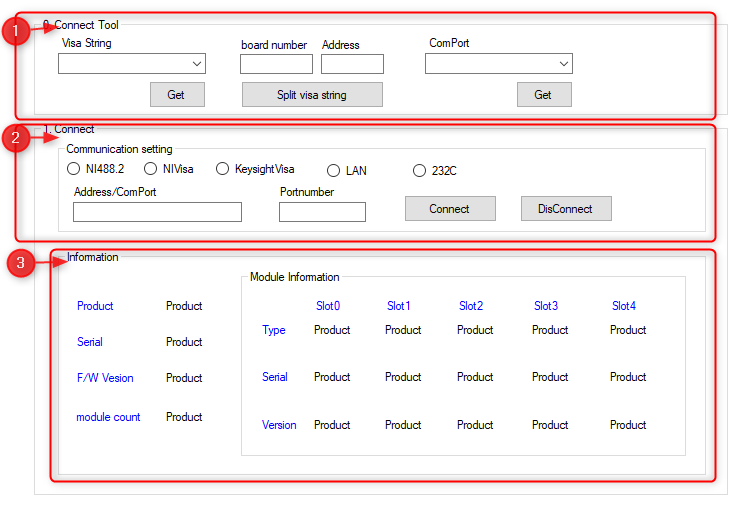 1
0. Connect Tool
Visa String board number Address ComPort
Get Split visa string Get
2
1. Connect
Communication setting
NI488.2 NIVisa KeysightVisa LAN 232C
Address/ComPort Portnumber
Connect DisConnect
3
Information
Module Information
Product Product Slot0 Slot1 Slot2 Slot3 Slot4
Type Product Product Product Product Product
Serial Product
Serial Product Product Product Product Product
F/W Vesion Product
module count Product
Version Product Product Product Product Product